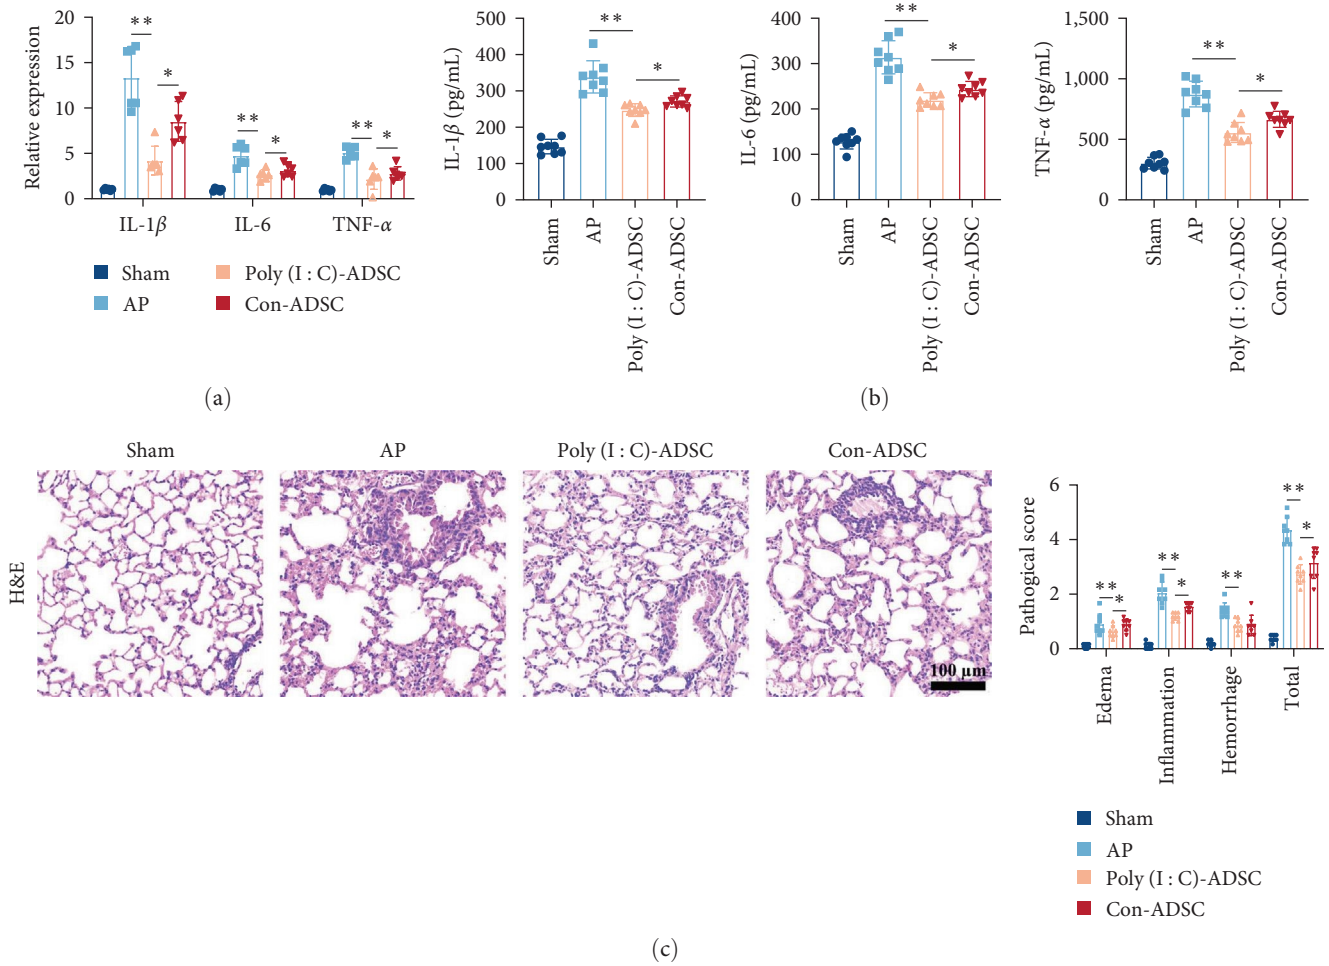 20
15
10
5
0
Relative expression
**
*
**
*
**
*
IL-1β
IL-6
TNF-α
Sham
AP
Poly (I : C)-ADSC
Con-ADSC
(a)
500
400
300
200
100
0
IL-1β (pg/mL)
**
*
Sham
AP
Poly (I : C)-ADSC
Con-ADSC
400
300
200
100
0
IL-6 (pg/mL)
**
*
Sham
AP
Poly (I : C)-ADSC
Con-ADSC
1,500
1,000
500
0
TNF-α (pg/mL)
**
*
Sham
AP
Poly (I : C)-ADSC
Con-ADSC
(b)
Sham
AP
Poly (I : C)-ADSC
Con-ADSC
H&E
100 µm
6
4
2
0
Pathogical score
**
*
**
*
**
**
*
Edema
Inflammation
Hemorrhage
Total
Sham
AP
Poly (I : C)-ADSC
Con-ADSC
(c)